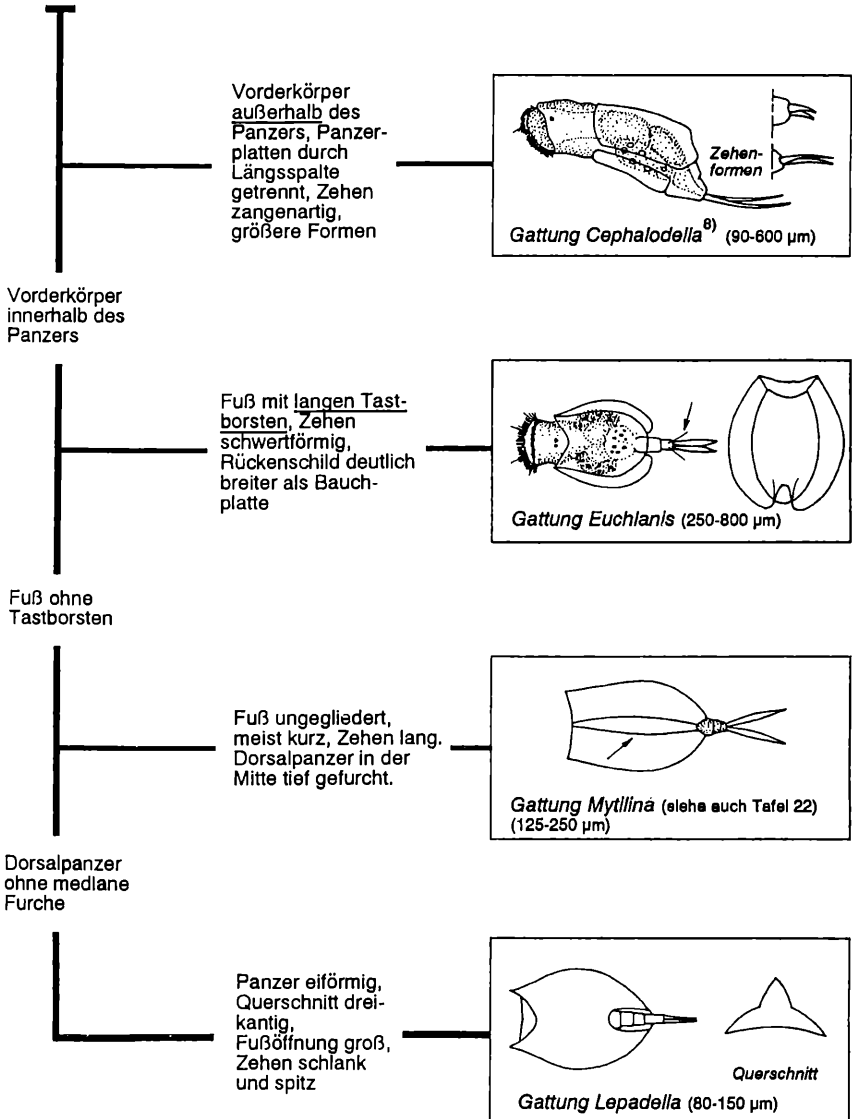 Vorderkörper
außerhalb des
Panzers, Panzer-
platten durch
Längsspalte
getrennt, Zehen
zangenartig,
größere Formen
Zehen-
formen
Gattung Cephalodella⁸⁾ (90-600 µm)
Vorderkörper
innerhalb des
Panzers
Fuß mit langen Tast-
borsten, Zehen
schwertförmig,
Rückenschild deutlich
breiter als Bauch-
platte
Gattung Euchlanis (250-800 µm)
Fuß ohne
Tastborsten
Fuß ungegliedert,
meist kurz, Zehen lang.
Dorsalpanzer in der
Mitte tief gefurcht.
Gattung Mytilina (siehe auch Tafel 22)
(125-250 µm)
Dorsalpanzer
ohne mediane
Furche
Panzer eiförmig,
Querschnitt drei-
kantig,
Fußöffnung groß,
Zehen schlank
und spitz
Querschnitt
Gattung Lepadella (80-150 µm)